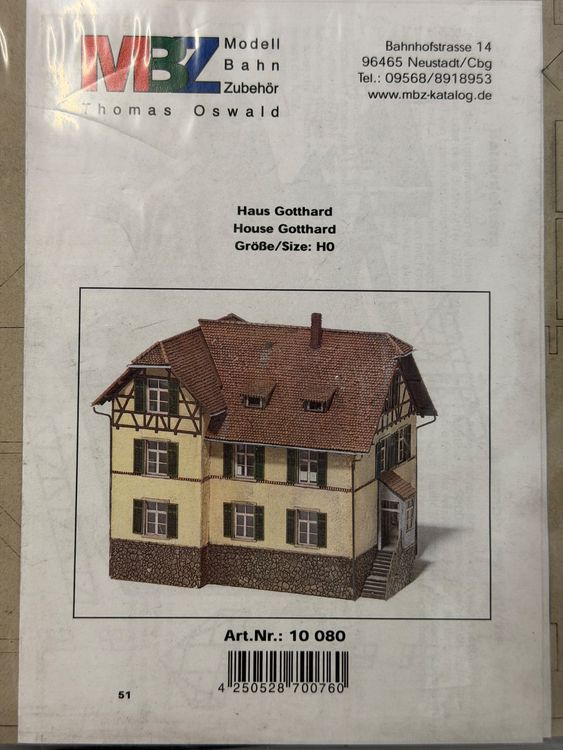 MBZ
Modell
Bahn
Zubehör
Thomas Oswald
Bahnhofstrasse 14
96465 Neustadt/Cbg
Tel.: 09568/8918953
www.mbz-katalog.de
Haus Gotthard
House Gotthard
Größe/Size: H0
Art.Nr.: 10 080
4 250528 700760
51